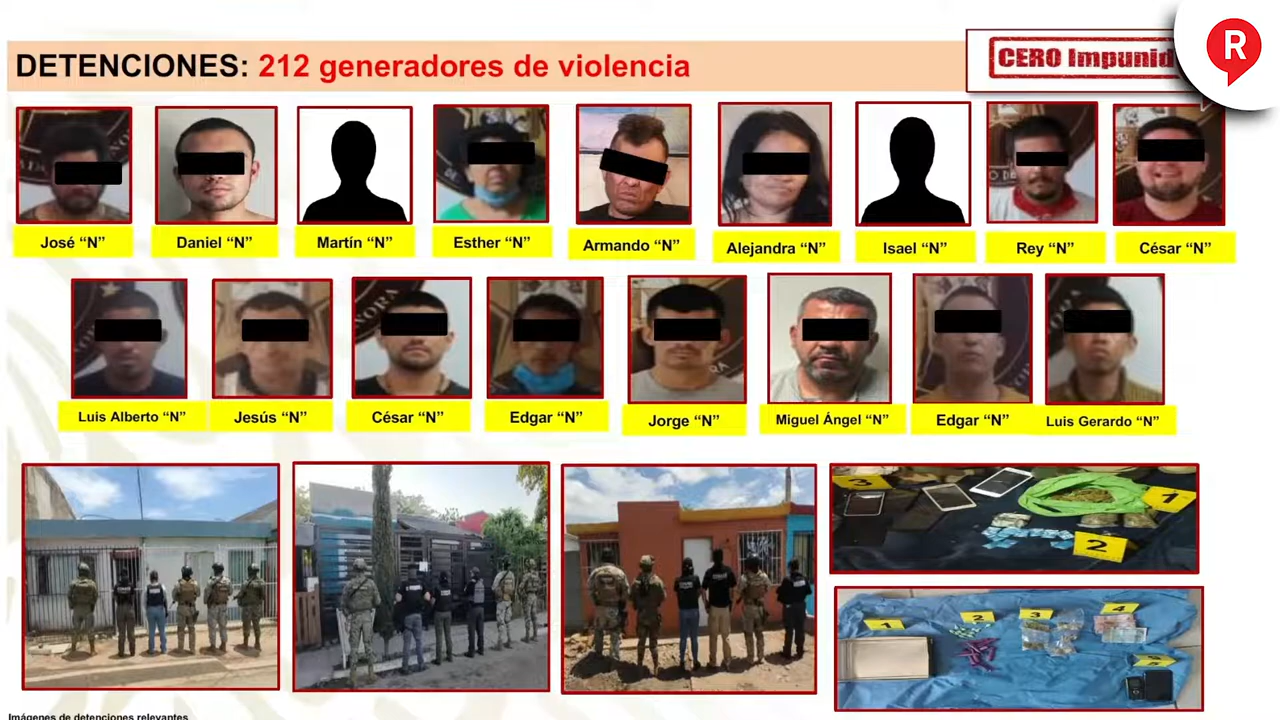 DETENCIONES: 212 generadores de violencia
CERO Impunid
R
José “N”
Daniel “N”
Martín “N”
Esther “N”
Armando “N”
Alejandra “N”
Isael “N”
Rey “N”
César “N”
Luis Alberto “N”
Jesús “N”
César “N”
Edgar “N”
Jorge “N”
Miguel Ángel “N”
Edgar “N”
Luis Gerardo “N”
3
1
2
1
2
3
4
Imágenes de detenciones relevantes